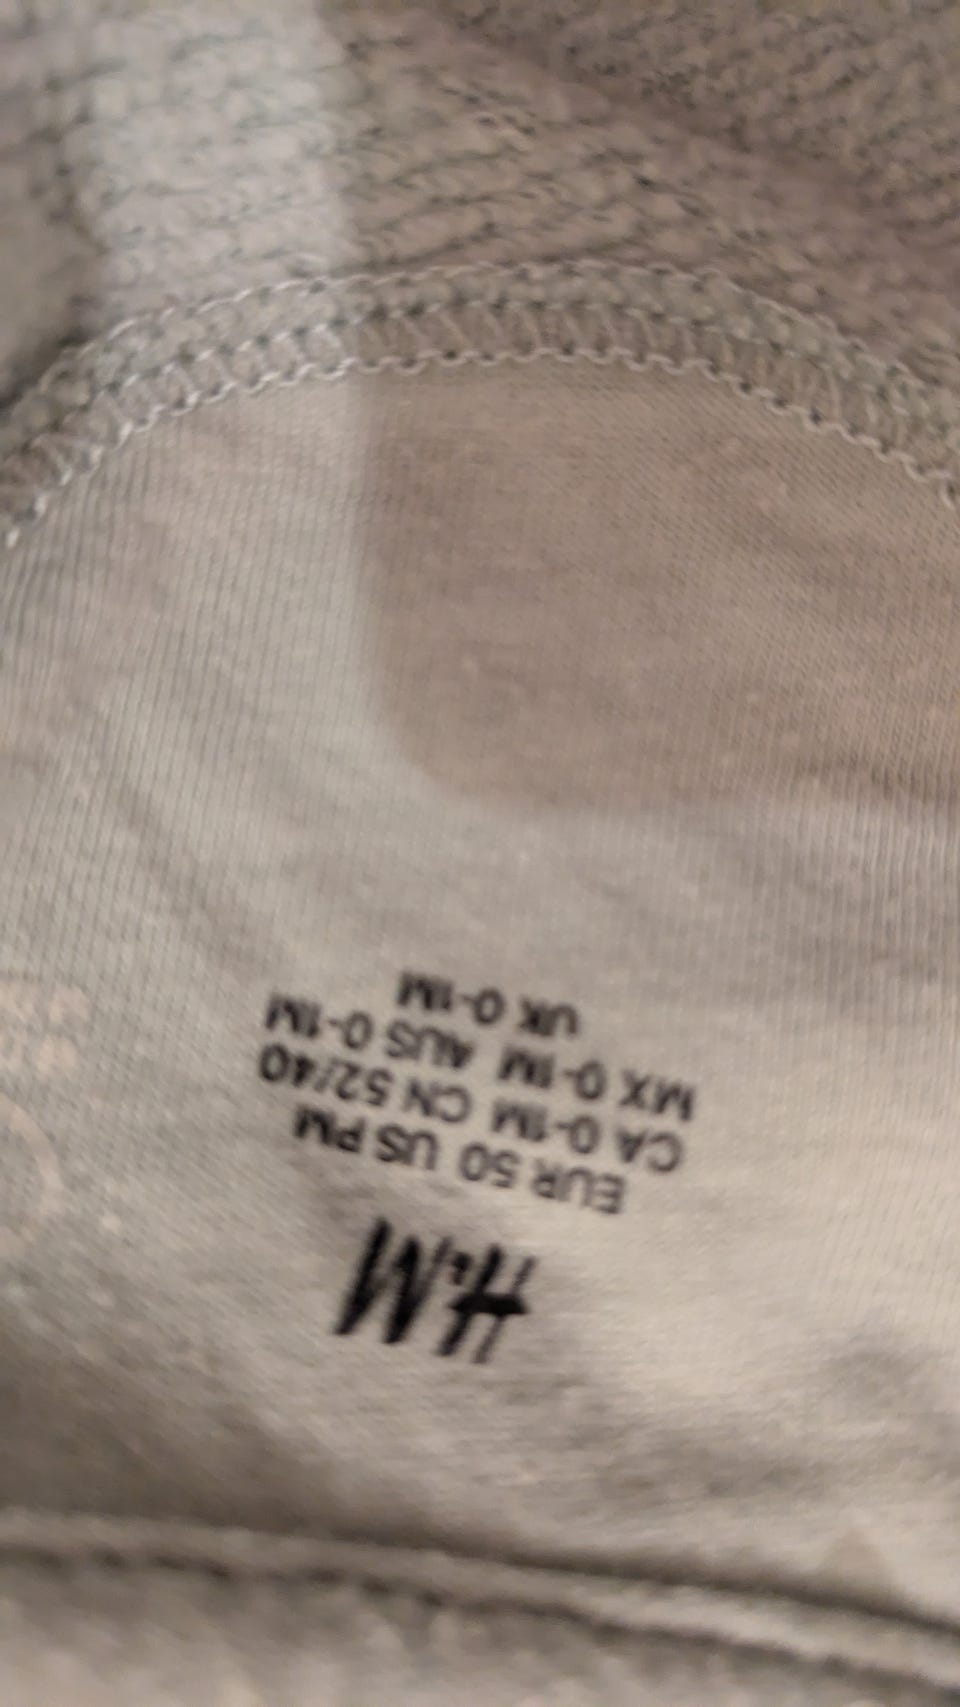 H&M
EUR 50 US PM
CA 0-1M CN 52/40
MX 0-1M AUS 0-1M
UK 0-1M